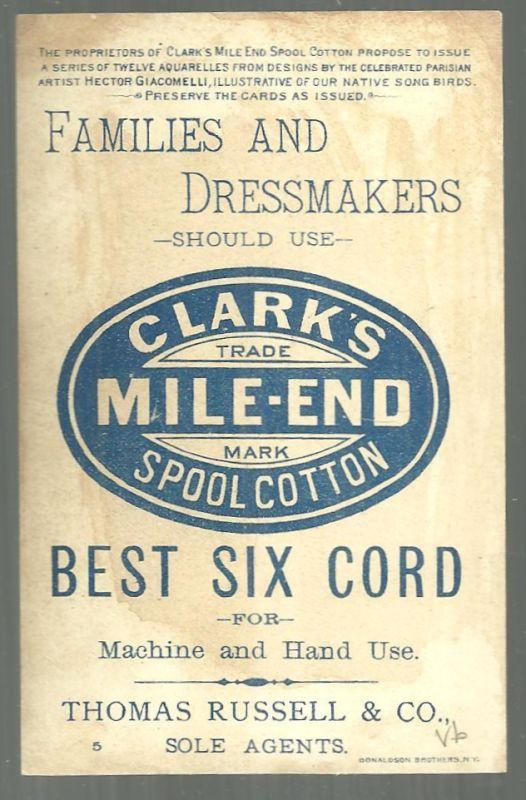 THE PROPRIETORS OF CLARK'S MILE END SPOOL COTTON PROPOSE TO ISSUE
A SERIES OF TWELVE AQUARELLES FROM DESIGNS BY THE CELEBRATED PARISIAN
ARTIST HECTOR GIACOMELLI, ILLUSTRATIVE OF OUR NATIVE SONG BIRDS.
PRESERVE THE CARDS AS ISSUED.
FAMILIES AND
DRESSMAKERS
—SHOULD USE—
CLARK'S
TRADE
MILE-END
MARK
SPOOL COTTON
BEST SIX CORD
—FOR—
Machine and Hand Use.
THOMAS RUSSELL & CO.,
Vb
5 SOLE AGENTS.
DONALDSON BROTHERS, N.Y.